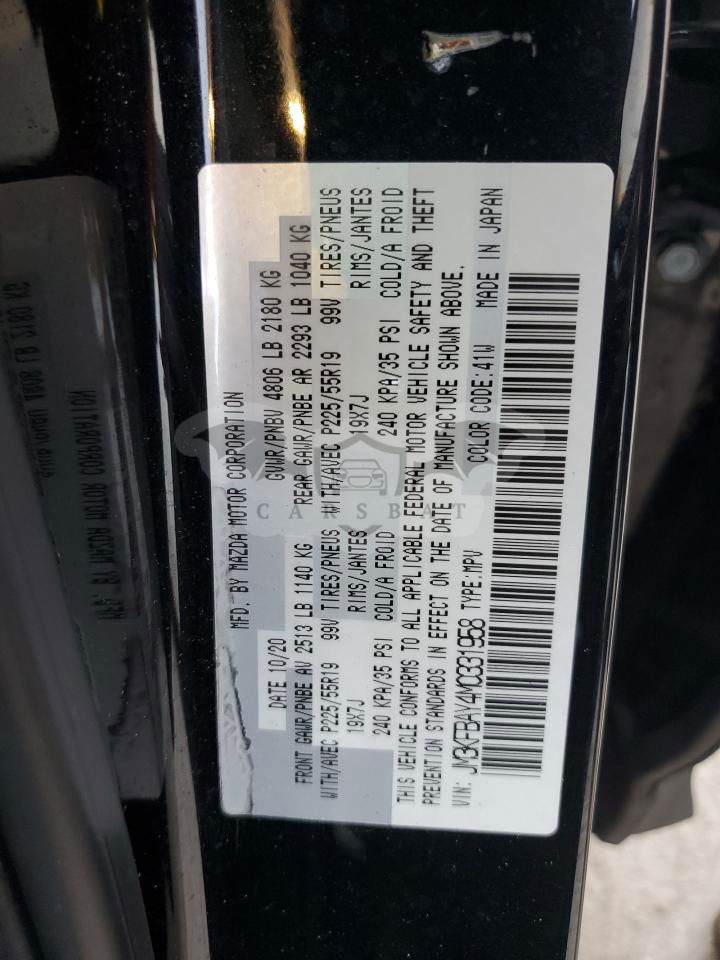 MFD. BY MAZDA MOTOR CORPORATION
DATE 10/20 GVWR/PNBV 4806 LB 2180 KG
FRONT GAWR/PNBE AV 2513 LB 1140 KG REAR GAWR/PNBE AR 2293 LB 1040 KG
WITH/AVEC P225/55R19 99V TIRES/PNEUS WITH/AVEC P225/55R19 99V TIRES/PNEUS
19X7J RIMS/JANTES 19X7J RIMS/JANTES
240 KPA/35 PSI COLD/A FROID 240 KPA/35 PSI COLD/A FROID
THIS VEHICLE CONFORMS TO ALL APPLICABLE FEDERAL MOTOR VEHICLE SAFETY AND THEFT
PREVENTION STANDARDS IN EFFECT ON THE DATE OF MANUFACTURE SHOWN ABOVE.
VIN: JM3KFBAY4M0331958 TYPE:MPV COLOR CODE:41W MADE IN JAPAN
CARSBAT